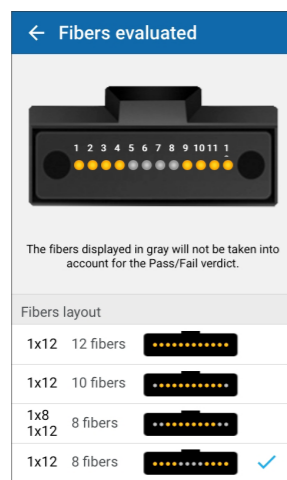 Fibers evaluated
1 2 3 4 5 6 7 8 9 10 11 1
The fibers displayed in gray will not be taken into
account for the Pass/Fail verdict.
Fibers layout
1x12 12 fibers
1x12 10 fibers
1x8
1x12 8 fibers
1x12 8 fibers